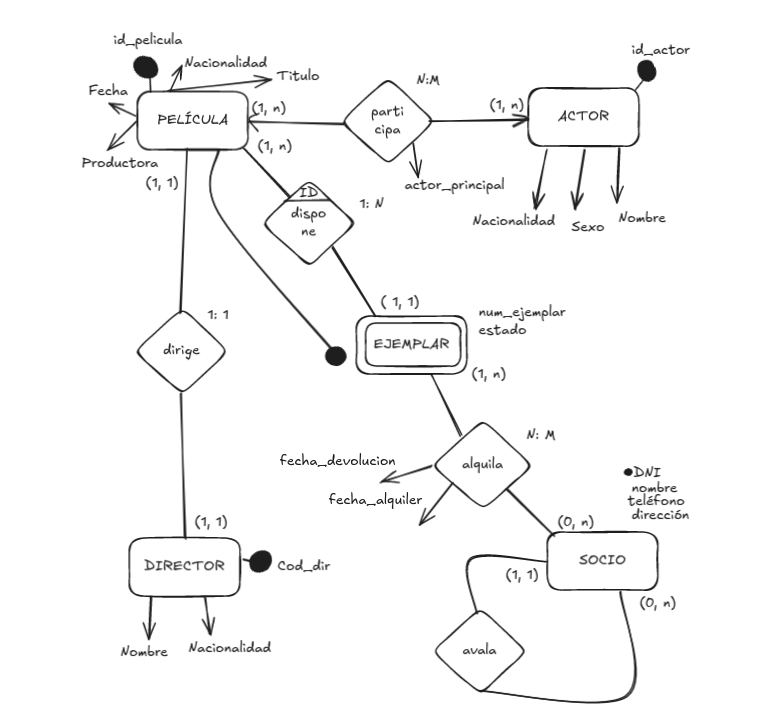 id_pelicula
Nacionalidad
Titulo
Fecha
PELÍCULA
Productora
(1, n)
(1, n)
(1, 1)
N:M
parti
cipa
actor_principal
(1, n)
id_actor
ACTOR
Nacionalidad
Sexo
Nombre
ID
dispo
ne
1: N
( 1, 1)
num_ejemplar
estado
EJEMPLAR
(1, n)
1: 1
dirige
N: M
alquila
fecha_devolucion
fecha_alquiler
DNI
nombre
teléfono
dirección
(1, 1)
DIRECTOR
Cod_dir
Nombre
Nacionalidad
(0, n)
SOCIO
(1, 1)
(0, n)
avala